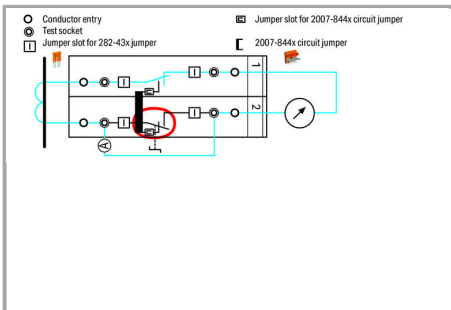 Conductor entry
Test socket
Jumper slot for 282-43x jumper
Jumper slot for 2007-844x circuit jumper
2007-844x circuit jumper
1
2
A